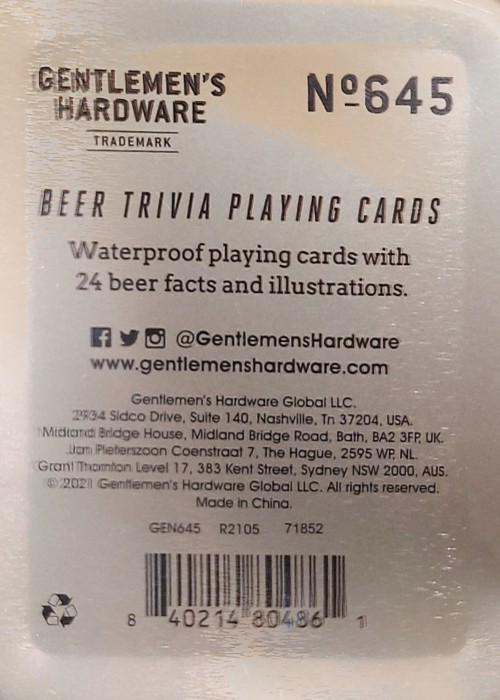 GENTLEMEN'S
HARDWARE
TRADEMARK
Nº645
BEER TRIVIA PLAYING CARDS
Waterproof playing cards with
24 beer facts and illustrations.
@GentlemensHardware
www.gentlemenshardware.com
Gentlemen's Hardware Global LLC.
2934 Sidco Drive, Suite 140, Nashville, Tn 37204, USA.
Midland Bridge House, Midland Bridge Road, Bath, BA2 3FP, UK.
Jan Pieterszoon Coenstraat 7, The Hague, 2595 WP, NL.
Grant Thornton Level 17, 383 Kent Street, Sydney NSW 2000, AUS.
© 2021 Gentlemen's Hardware Global LLC. All rights reserved.
Made in China.
GEN645 R2105 71852
8 40214 80486 1